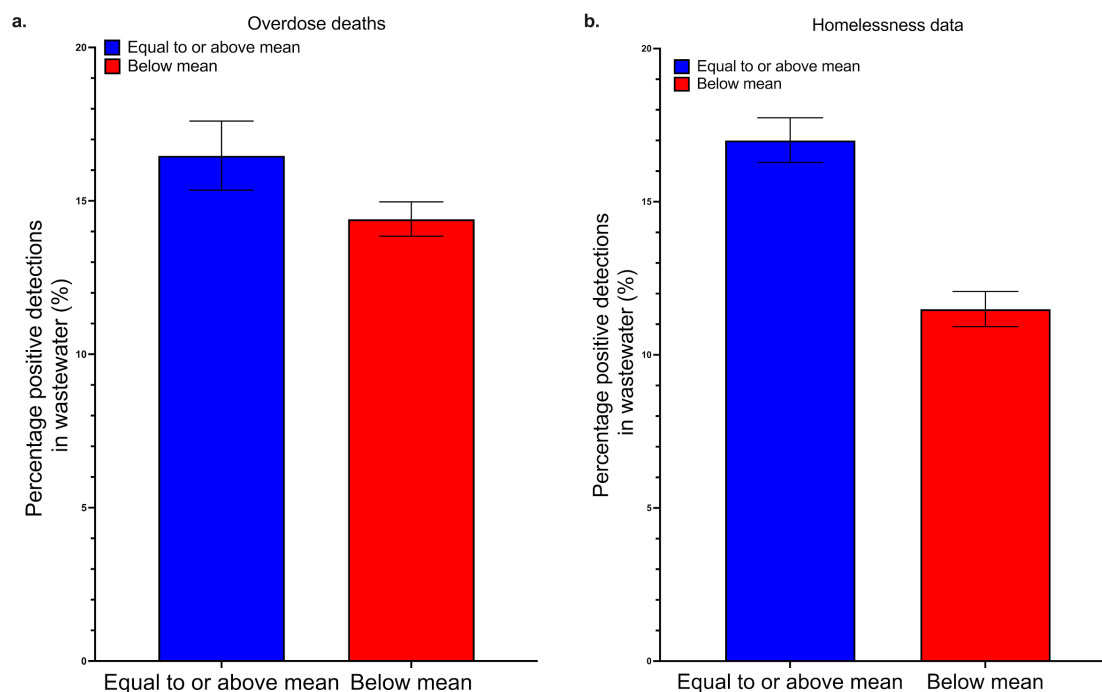 a.
Overdose deaths
Equal to or above mean
Below mean
20
15
10
5
0
Percentage positive detections
in wastewater (%)
Equal to or above mean
Below mean
b.
Homelessness data
Equal to or above mean
Below mean
20
15
10
5
0
Percentage positive detections
in wastewater (%)
Equal to or above mean
Below mean